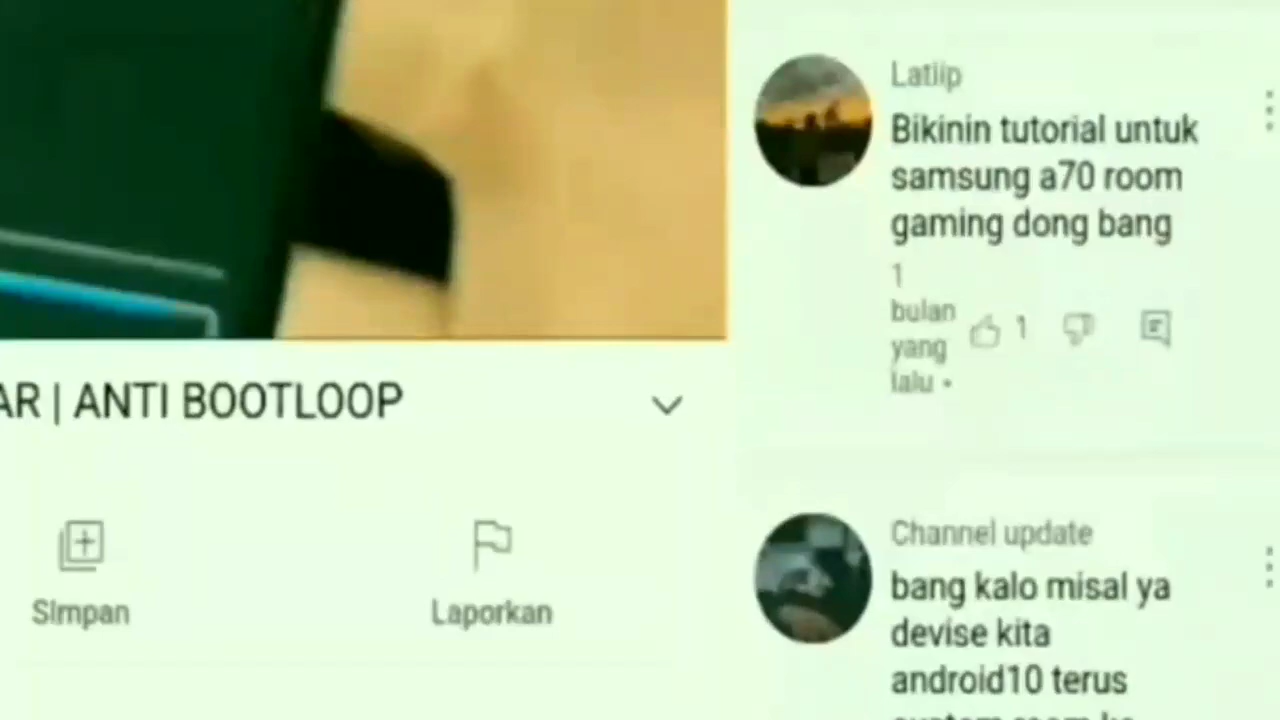 AR | ANTI BOOTLOOP
Simpan
Laporkan
Latiip
Bikinin tutorial untuk
samsung a70 room
gaming dong bang
1
bulan
yang
lalu •
1
Channel update
bang kalo misal ya
devise kita
android10 terus